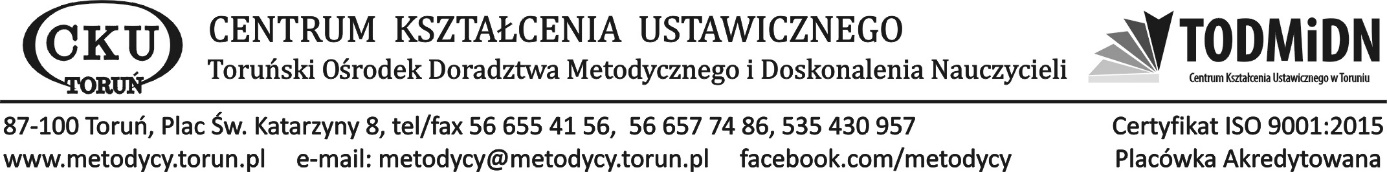 CKU
TORUŃ
CENTRUM KSZTAŁCENIA USTAWICZNEGO
Toruński Ośrodek Doradztwa Metodycznego i Doskonalenia Nauczycieli
TODMiDN
Centrum Kształcenia Ustawicznego w Toruniu
87-100 Toruń, Plac Św. Katarzyny 8, tel/fax 56 655 41 56, 56 657 74 86, 535 430 957
Certyfikat ISO 9001:2015
www.metodycy.torun.pl e-mail: metodycy@metodycy.torun.pl facebook.com/metodycy
Placówka Akredytowana